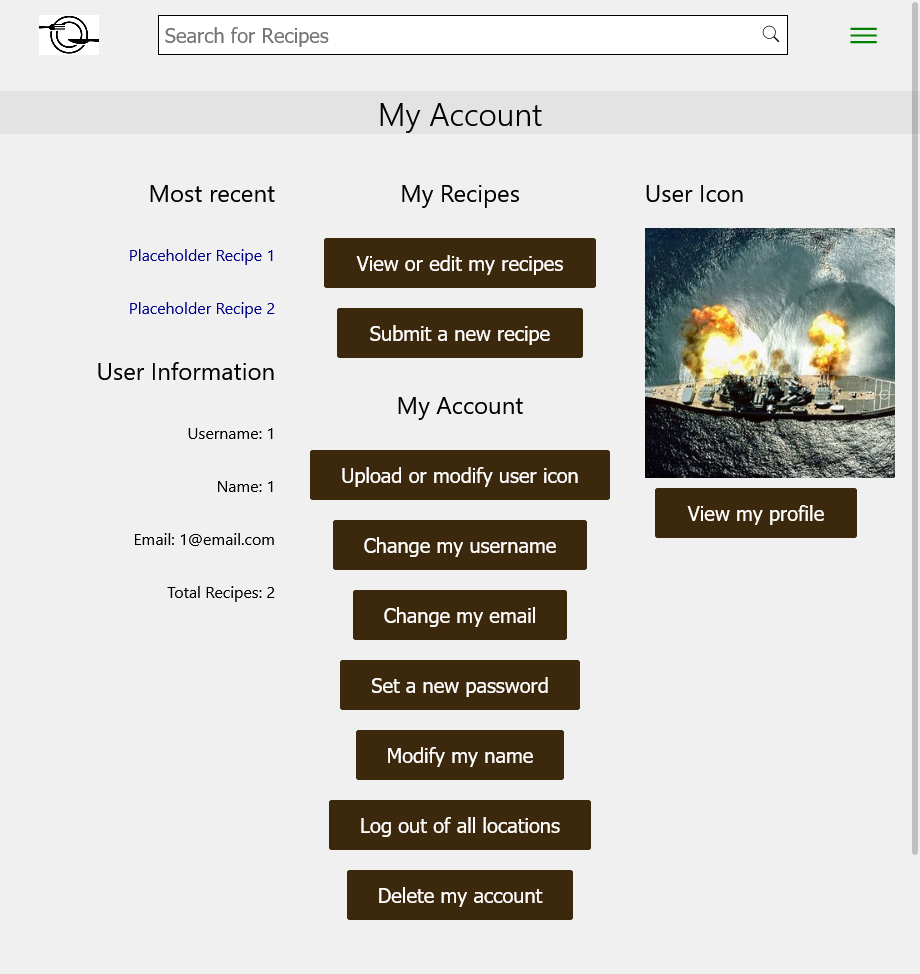 Search for Recipes
My Account
Most recent
Placeholder Recipe 1
Placeholder Recipe 2
User Information
Username: 1
Name: 1
Email: 1@email.com
Total Recipes: 2
My Recipes
View or edit my recipes
Submit a new recipe
My Account
Upload or modify user icon
Change my username
Change my email
Set a new password
Modify my name
Log out of all locations
Delete my account
User Icon
View my profile